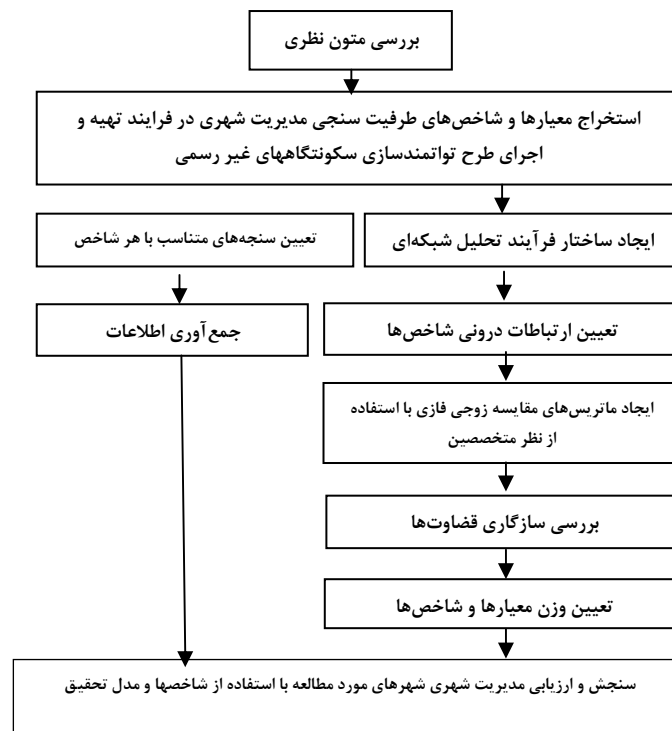 بررسی متون نظری
استخراج معیارها و شاخص‌های ظرفیت سنجی مدیریت شهری در فرایند تهیه و
اجرای طرح تواتمندسازی سکونتگاههای غیر رسمی
ایجاد ساختار فرآیند تحلیل شبکه‌ای
تعیین سنجه‌های متناسب با هر شاخص
تعیین ارتباطات درونی شاخص‌ها
جمع‌آوری اطلاعات
ایجاد ماتریس‌های مقایسه زوجی فازی با استفاده
از نظر متخصصین
بررسی سازگاری قضاوت‌ها
تعیین وزن معیارها و شاخص‌ها
سنجش و ارزیابی مدیریت شهری شهرهای مورد مطالعه با استفاده از شاخصها و مدل تحقیق